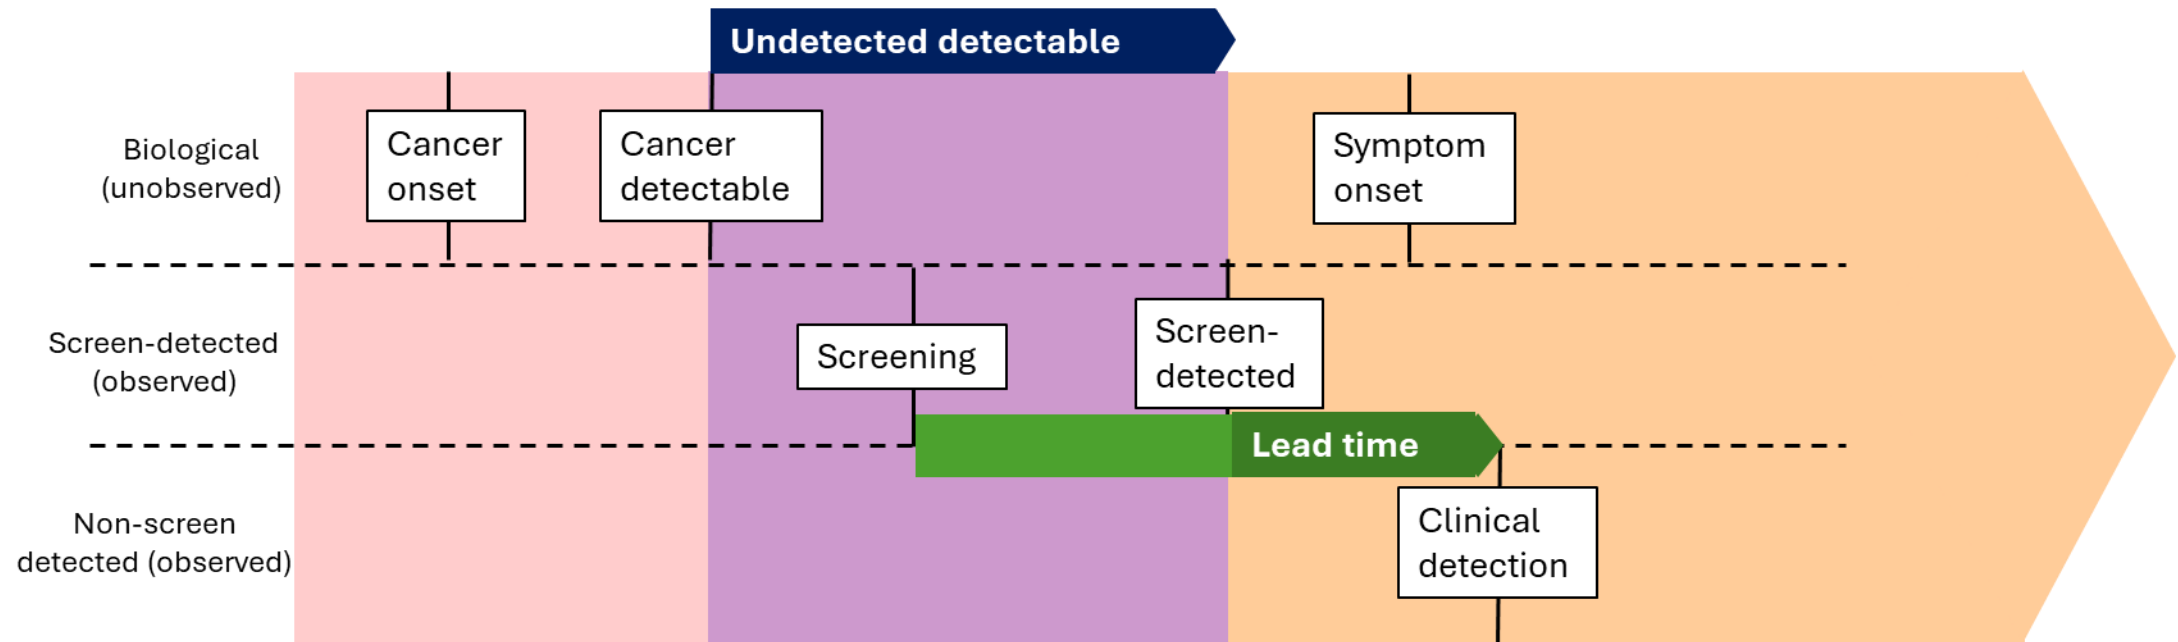 Undetected detectable
Biological
(unobserved)
Cancer
onset
Cancer
detectable
Symptom
onset
Screen-detected
(observed)
Screening
Screen-
detected
Lead time
Non-screen
detected (observed)
Clinical
detection